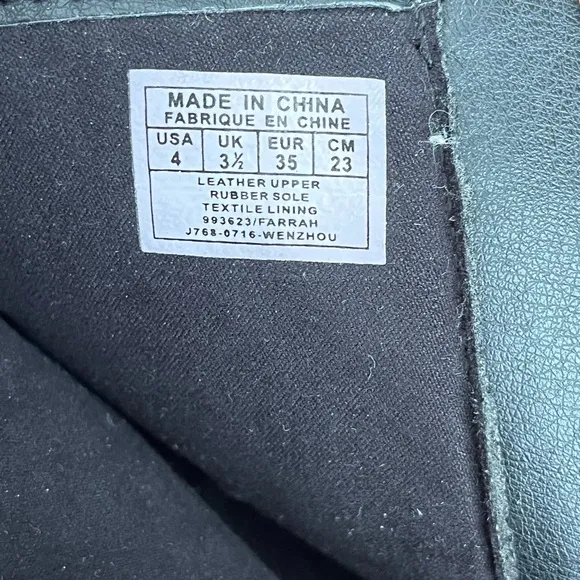 MADE IN CHINA
FABRIQUE EN CHINE
USA UK EUR CM
4 3½ 35 23
LEATHER UPPER
RUBBER SOLE
TEXTILE LINING
993623/FARRAH
J768-0716-WENZHOU